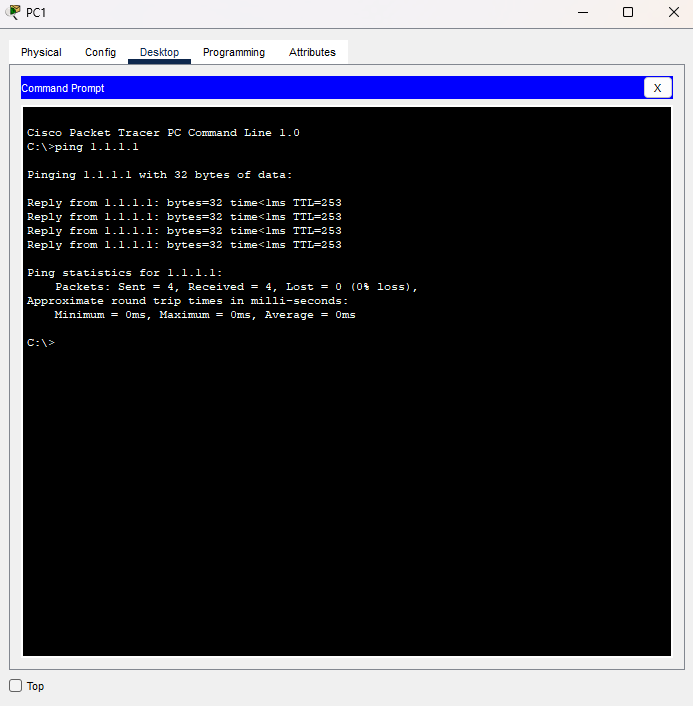 PC1
Physical Config Desktop Programming Attributes
Command Prompt X
Cisco Packet Tracer PC Command Line 1.0
C:\>ping 1.1.1.1
Pinging 1.1.1.1 with 32 bytes of data:
Reply from 1.1.1.1: bytes=32 time<1ms TTL=253
Reply from 1.1.1.1: bytes=32 time<1ms TTL=253
Reply from 1.1.1.1: bytes=32 time<1ms TTL=253
Reply from 1.1.1.1: bytes=32 time<1ms TTL=253
Ping statistics for 1.1.1.1:
Packets: Sent = 4, Received = 4, Lost = 0 (0% loss),
Approximate round trip times in milli-seconds:
Minimum = 0ms, Maximum = 0ms, Average = 0ms
C:\>
Top